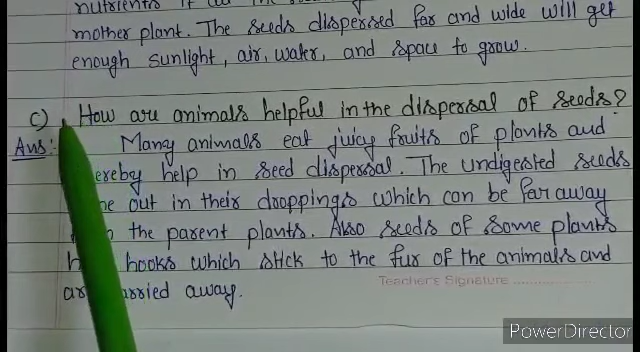 mother plant. The seeds dispersed far and wide will get
enough sunlight, air, water, and space to grow.
c) How are animals helpful in the dispersal of seeds?
Ans: Many animals eat juicy fruits of plants and
ereby help in seed dispersal. The undigested seeds
e out in their droppings which can be far away
the parent plants. Also seeds of some plants
h hooks which stick to the fur of the animals and
ar rried away.
Teacher's Signature
PowerDirector